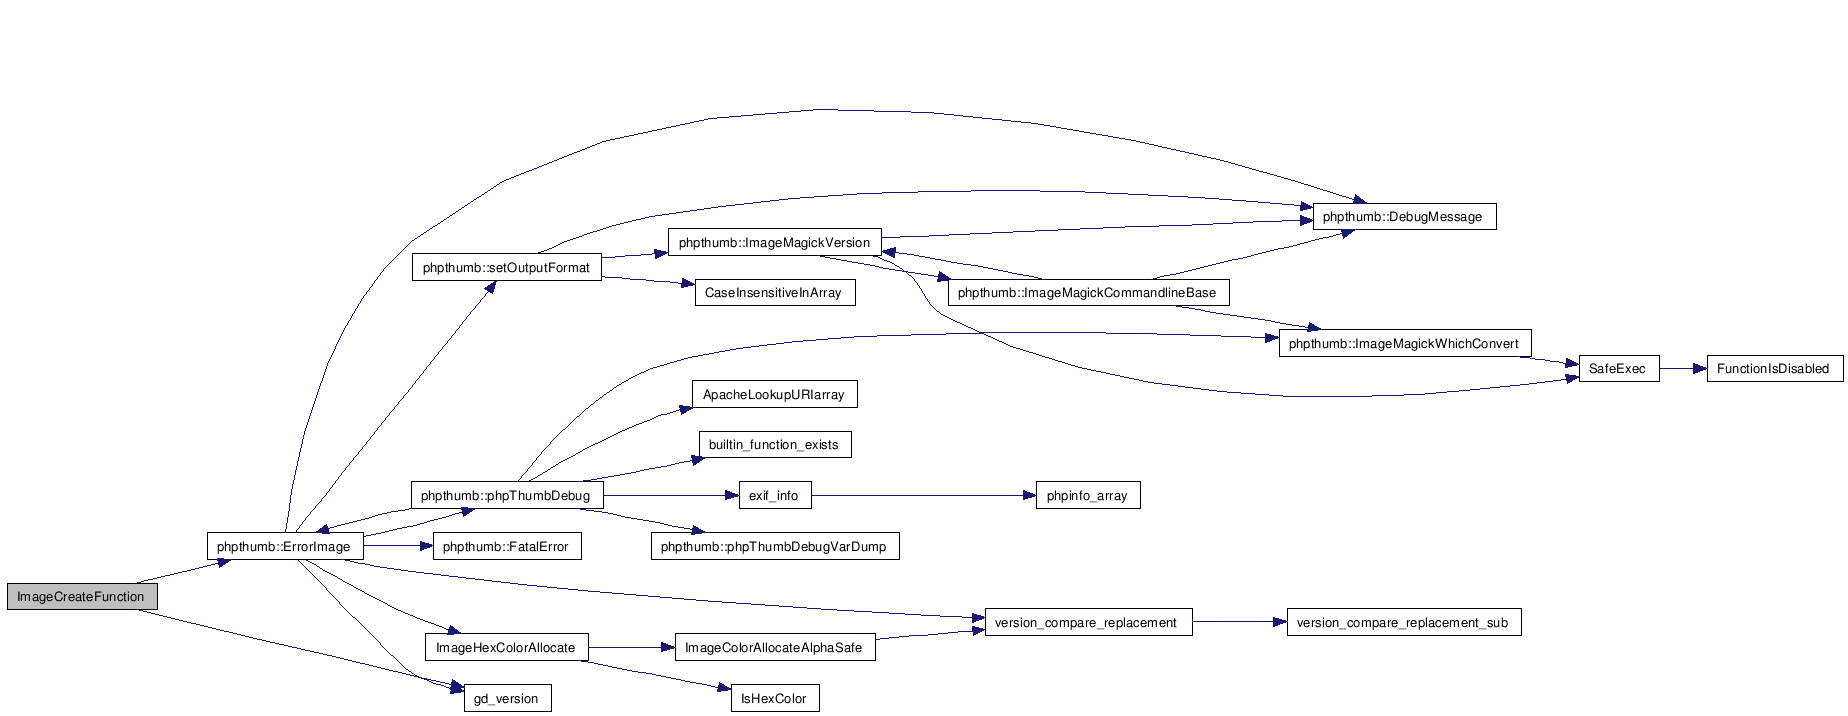 phpthumb::DebugMessage
phpthumb::ImageMagickVersion
phpthumb::setOutputFormat
CaseInsensitiveInArray
phpthumb::ImageMagickCommandlineBase
phpthumb::ImageMagickWhichConvert
SafeExec
FunctionIsDisabled
ApacheLookupURIarray
builtin_function_exists
phpthumb::phpThumbDebug
exif_info
phpinfo_array
phpthumb::ErrorImage
phpthumb::FatalError
phpthumb::phpThumbDebugVarDump
ImageCreateFunction
version_compare_replacement
version_compare_replacement_sub
ImageHexColorAllocate
ImageColorAllocateAlphaSafe
gd_version
IsHexColor